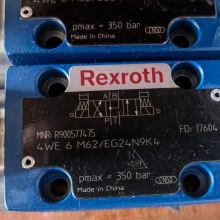 pmax = 350 bar
Made in China
Rexroth
A B
MNR: R900577475
FD: 17604
4WE 6 M62/EG24N9K4
pmax = 350 bar
Made in China